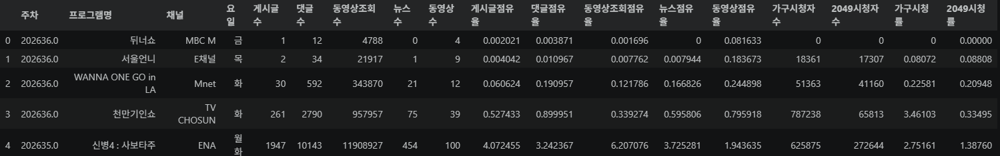 주차 프로그램명 채널 요일 게시글수 댓글수 동영상조회수 뉴스수 동영상수 게시글점유율 댓글점유율 동영상조회점유율 뉴스점유율 동영상점유율 가구시청자수 2049시청자수 가구시청률 2049시청률
0 202636.0 뒤너쇼 MBC M 금 1 12 4788 0 4 0.002021 0.003871 0.001696 0 0.081633 0 0 0 0.00000
1 202636.0 서울언니 E채널 목 2 34 21917 1 9 0.004042 0.010967 0.007762 0.007944 0.183673 18361 17307 0.08072 0.08808
2 202636.0 WANNA ONE GO in LA Mnet 화 30 592 343870 21 12 0.060624 0.190957 0.121786 0.166826 0.244898 51363 41160 0.22581 0.20948
3 202636.0 천만기인쇼 TV CHOSUN 화 261 2790 957957 75 39 0.527433 0.899951 0.339274 0.595806 0.795918 787238 65813 3.46103 0.33495
4 202635.0 신병4 : 사보타주 ENA 월화 1947 10143 11908927 454 100 4.072455 3.242367 6.207076 3.725281 1.943635 625875 272644 2.75161 1.38760